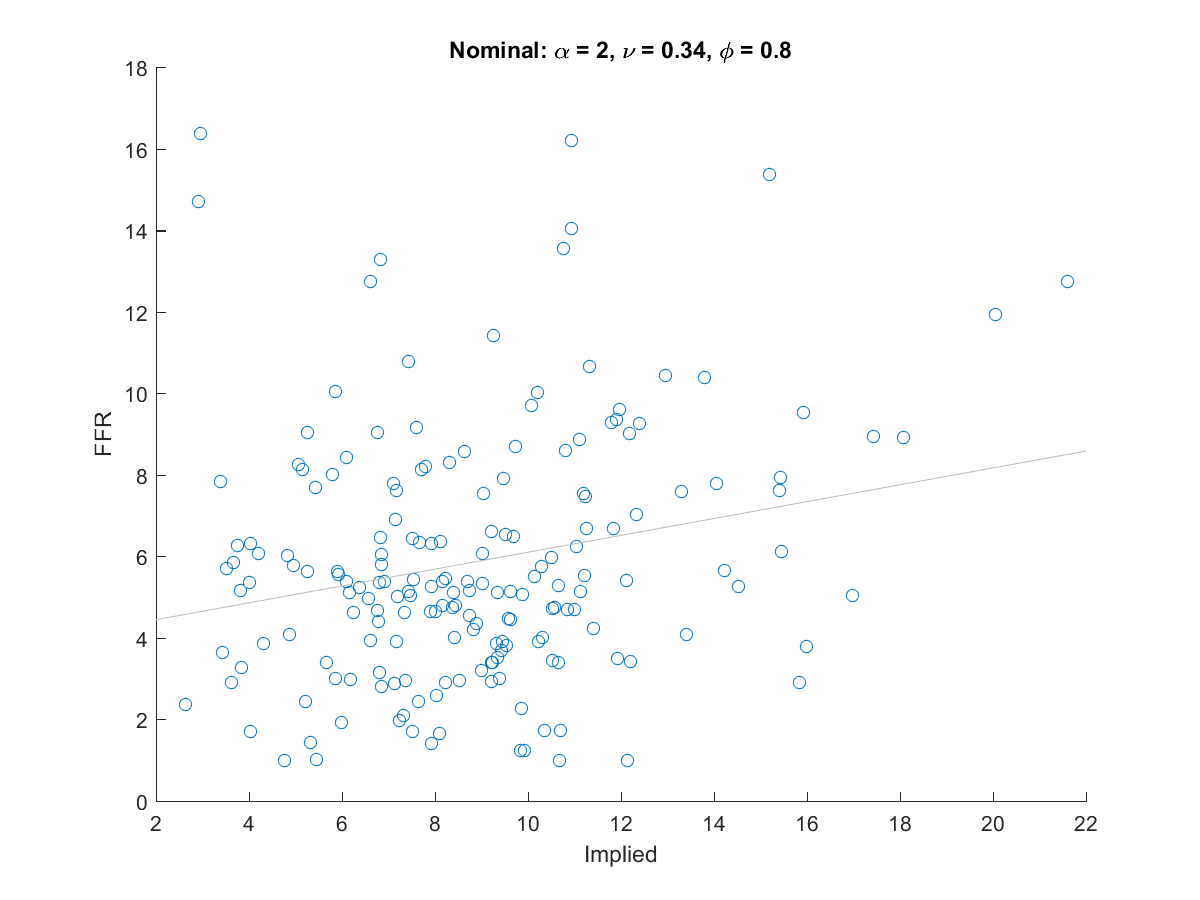 Nominal: α = 2, ν = 0.34, ϕ = 0.8
18
16
14
12
10
8
6
4
2
0
FFR
2 4 6 8 10 12 14 16 18 20 22
Implied